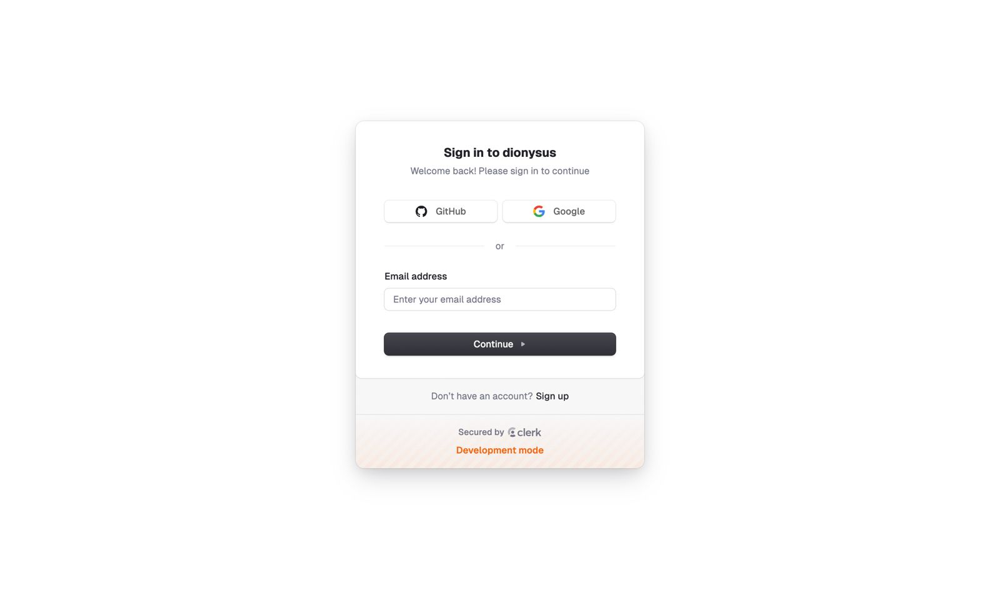 Sign in to dionysus
Welcome back! Please sign in to continue
GitHub
Google
or
Email address
Enter your email address
Continue
Don’t have an account? Sign up
Secured by clerk
Development mode